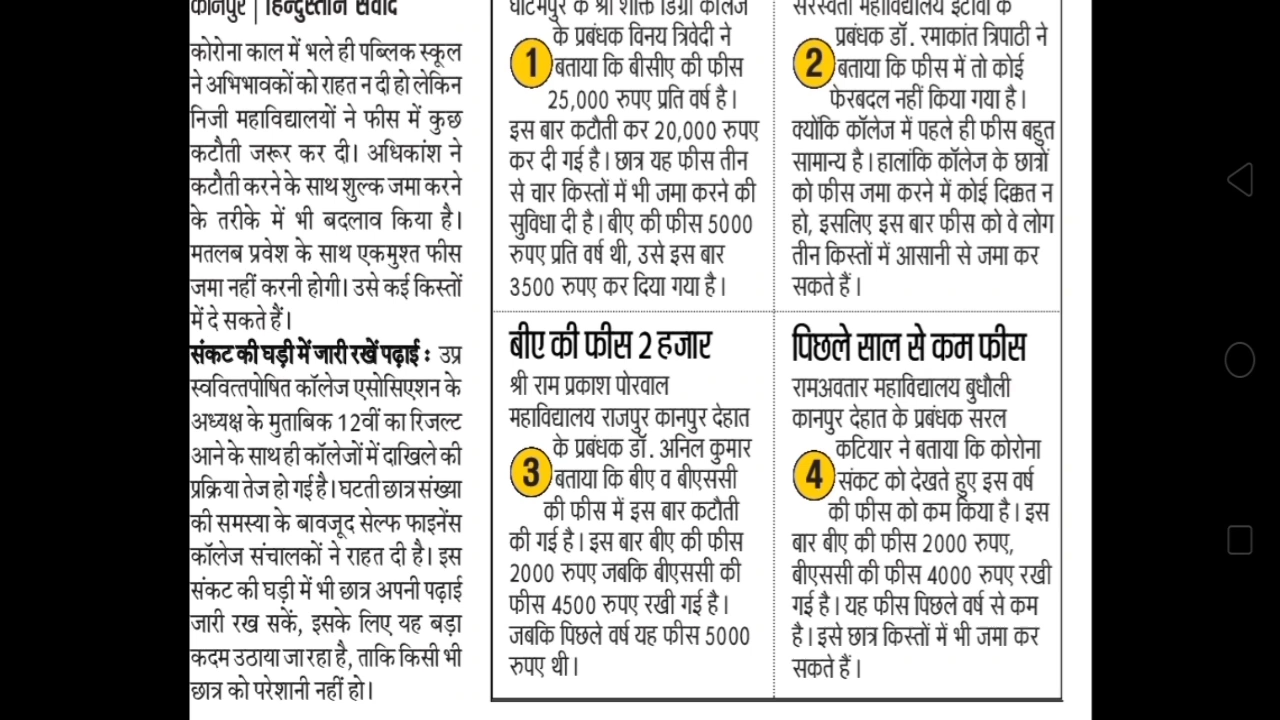 कानपुर | हिन्दुस्तान संवाद
कोरोना काल में भले ही पब्लिक स्कूल
ने अभिभावकों को राहत न दी हो लेकिन
निजी महाविद्यालयों ने फीस में कुछ
कटौती जरूर कर दी। अधिकांश ने
कटौती करने के साथ शुल्क जमा करने
के तरीके में भी बदलाव किया है।
मतलब प्रवेश के साथ एकमुश्त फीस
जमा नहीं करनी होगी। उसे कई किस्तों
में दे सकते हैं।
संकट की घड़ी में जारी रखें पढ़ाई : उप्र
स्ववित्तपोषित कॉलेज एसोसिएशन के
अध्यक्ष के मुताबिक 12वीं का रिजल्ट
आने के साथ ही कॉलेजों में दाखिले की
प्रक्रिया तेज हो गई है। घटती छात्र संख्या
की समस्या के बावजूद सेल्फ फाइनेंस
कॉलेज संचालकों ने राहत दी है। इस
संकट की घड़ी में भी छात्र अपनी पढ़ाई
जारी रख सकें, इसके लिए यह बड़ा
कदम उठाया जा रहा है, ताकि किसी भी
छात्र को परेशानी नहीं हो।
घाटमपुर के श्री शक्ति डिग्री कॉलेज
के प्रबंधक विनय त्रिवेदी ने
1 बताया कि बीसीए की फीस
25,000 रुपए प्रति वर्ष है।
इस बार कटौती कर 20,000 रुपए
कर दी गई है। छात्र यह फीस तीन
से चार किस्तों में भी जमा करने की
सुविधा दी है। बीए की फीस 5000
रुपए प्रति वर्ष थी, उसे इस बार
3500 रुपए कर दिया गया है।
सरस्वती महाविद्यालय इटावा के
प्रबंधक डॉ. रमाकांत त्रिपाठी ने
2 बताया कि फीस में तो कोई
फेरबदल नहीं किया गया है।
क्योंकि कॉलेज में पहले ही फीस बहुत
सामान्य है। हालांकि कॉलेज के छात्रों
को फीस जमा करने में कोई दिक्कत न
हो, इसलिए इस बार फीस को वे लोग
तीन किस्तों में आसानी से जमा कर
सकते हैं।
बीए की फीस 2 हजार
श्री राम प्रकाश पोरवाल
महाविद्यालय राजपुर कानपुर देहात
के प्रबंधक डॉ. अनिल कुमार
3 बताया कि बीए व बीएससी
की फीस में इस बार कटौती
की गई है। इस बार बीए की फीस
2000 रुपए जबकि बीएससी की
फीस 4500 रुपए रखी गई है।
जबकि पिछले वर्ष यह फीस 5000
रुपए थी।
पिछले साल से कम फीस
रामअवतार महाविद्यालय बुधौली
कानपुर देहात के प्रबंधक सरल
कटियार ने बताया कि कोरोना
4 संकट को देखते हुए इस वर्ष
की फीस को कम किया है। इस
बार बीए की फीस 2000 रुपए,
बीएससी की फीस 4000 रुपए रखी
गई है। यह फीस पिछले वर्ष से कम
है। इसे छात्र किस्तों में भी जमा कर
सकते हैं।